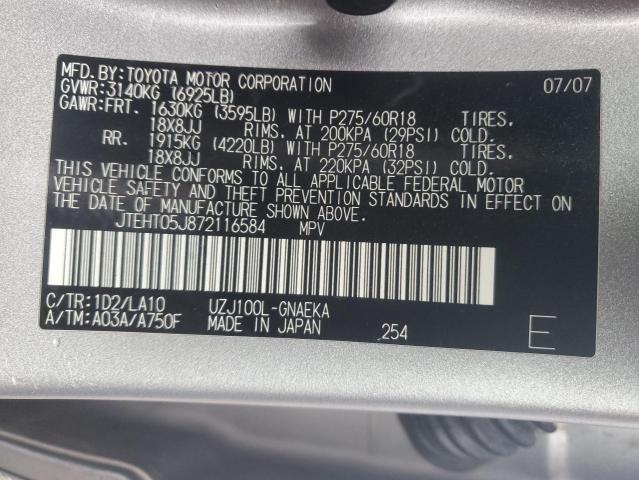 MFD. BY: TOYOTA MOTOR CORPORATION 07/07
GVWR: 3140KG (6925LB)
GAWR: FRT. 1630KG (3595LB) WITH P275/60R18 TIRES,
18X8JJ RIMS, AT 200KPA (29PSI) COLD.
RR. 1915KG (4220LB) WITH P275/60R18 TIRES,
18X8JJ RIMS, AT 220KPA (32PSI) COLD.
THIS VEHICLE CONFORMS TO ALL APPLICABLE FEDERAL MOTOR
VEHICLE SAFETY AND THEFT PREVENTION STANDARDS IN EFFECT ON
THE DATE OF MANUFACTURE SHOWN ABOVE.
JTEHT05J872116584 MPV
C/TR: 1D2/LA10 UZJ100L-GNAEKA
A/TM: A03A/A750F MADE IN JAPAN 254 E